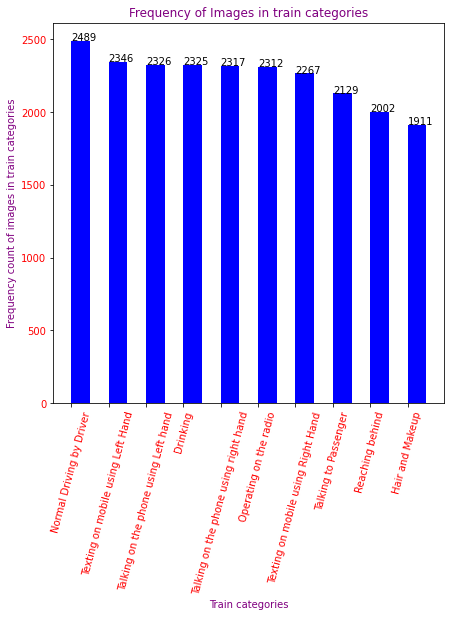 Frequency of Images in train categories
Frequency count of images in train categories
2500
2000
1500
1000
500
0
2489
2346
2326
2325
2317
2312
2267
2129
2002
1911
Normal Driving by Driver
Texting on mobile using Left Hand
Talking on the phone using Left hand
Drinking
Talking on the phone using right hand
Operating on the radio
Texting on mobile using Right Hand
Talking to Passenger
Reaching behind
Hair and Makeup
Train categories